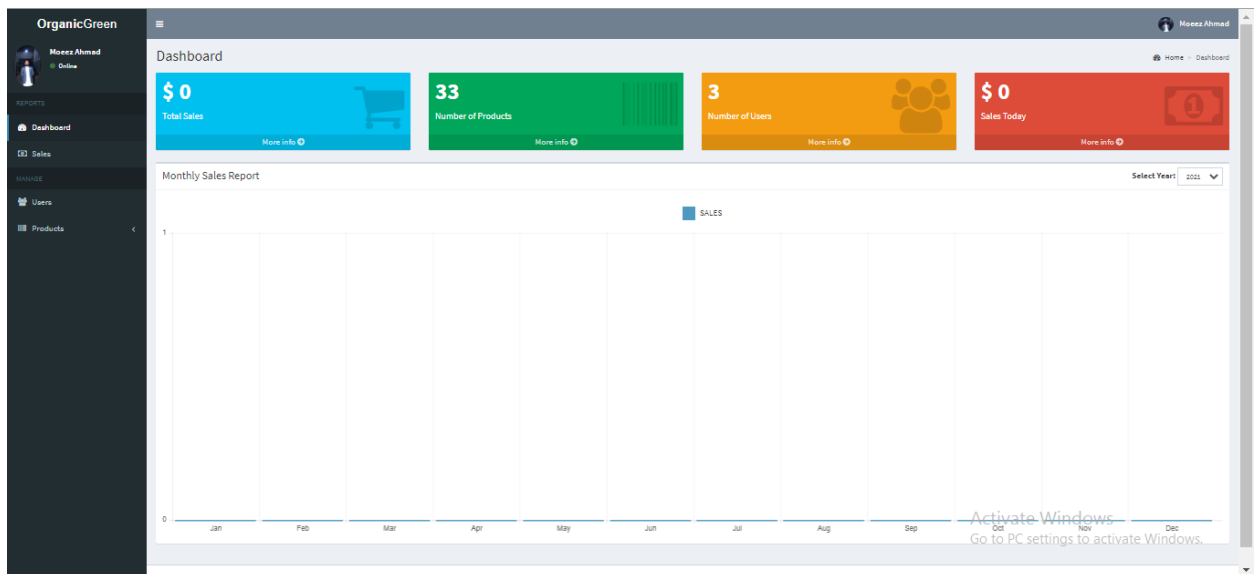 OrganicGreen
Moeez Ahmad
Moeez Ahmad
Online
REPORTS
Dashboard
Sales
MANAGE
Users
Products
Dashboard
Home > Dashboard
$ 0
Total Sales
More info
33
Number of Products
More info
3
Number of Users
More info
$ 0
1
Sales Today
More info
Monthly Sales Report
Select Year: 2021
SALES
1
0
Jan Feb Mar Apr May Jun Jul Aug Sep Oct Nov Dec
Activate Windows
Go to PC settings to activate Windows.